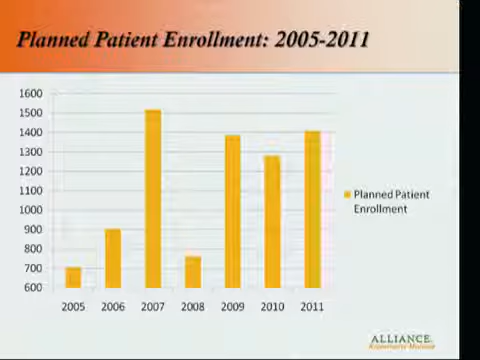 Planned Patient Enrollment: 2005-2011
1600
1500
1400
1300
1200
1100
1000
900
800
700
600
2005 2006 2007 2008 2009 2010 2011
Planned Patient
Enrollment
ALLIANCE